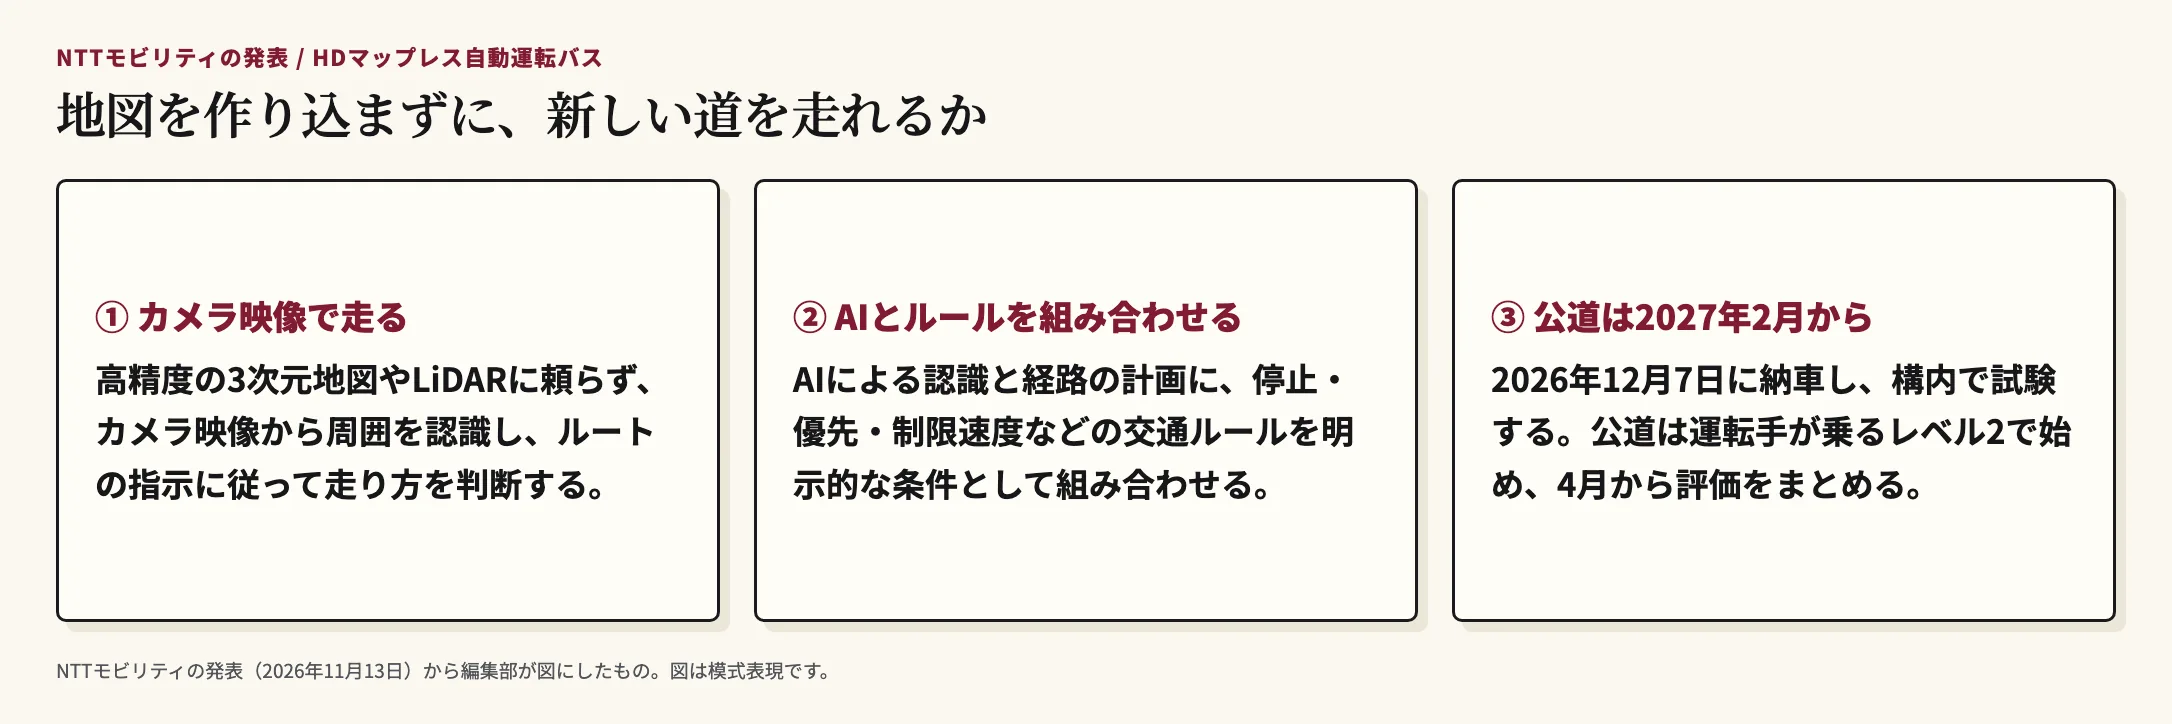 NTTモビリティの発表 / HDマップレス自動運転バス
地図を作り込まずに、新しい道を走れるか
① カメラ映像で走る
高精度の3次元地図やLiDARに頼らず、
カメラ映像から周囲を認識し、ルート
の指示に従って走り方を判断する。
② AIとルールを組み合わせる
AIによる認識と経路の計画に、停止・
優先・制限速度などの交通ルールを明
示的な条件として組み合わせる。
③ 公道は2027年2月から
2026年12月7日に納車し、構内で試験
する。公道は運転手が乗るレベル2で始
め、4月から評価をまとめる。
NTTモビリティの発表（2026年11月13日）から編集部が図にしたもの。図は模式表現です。